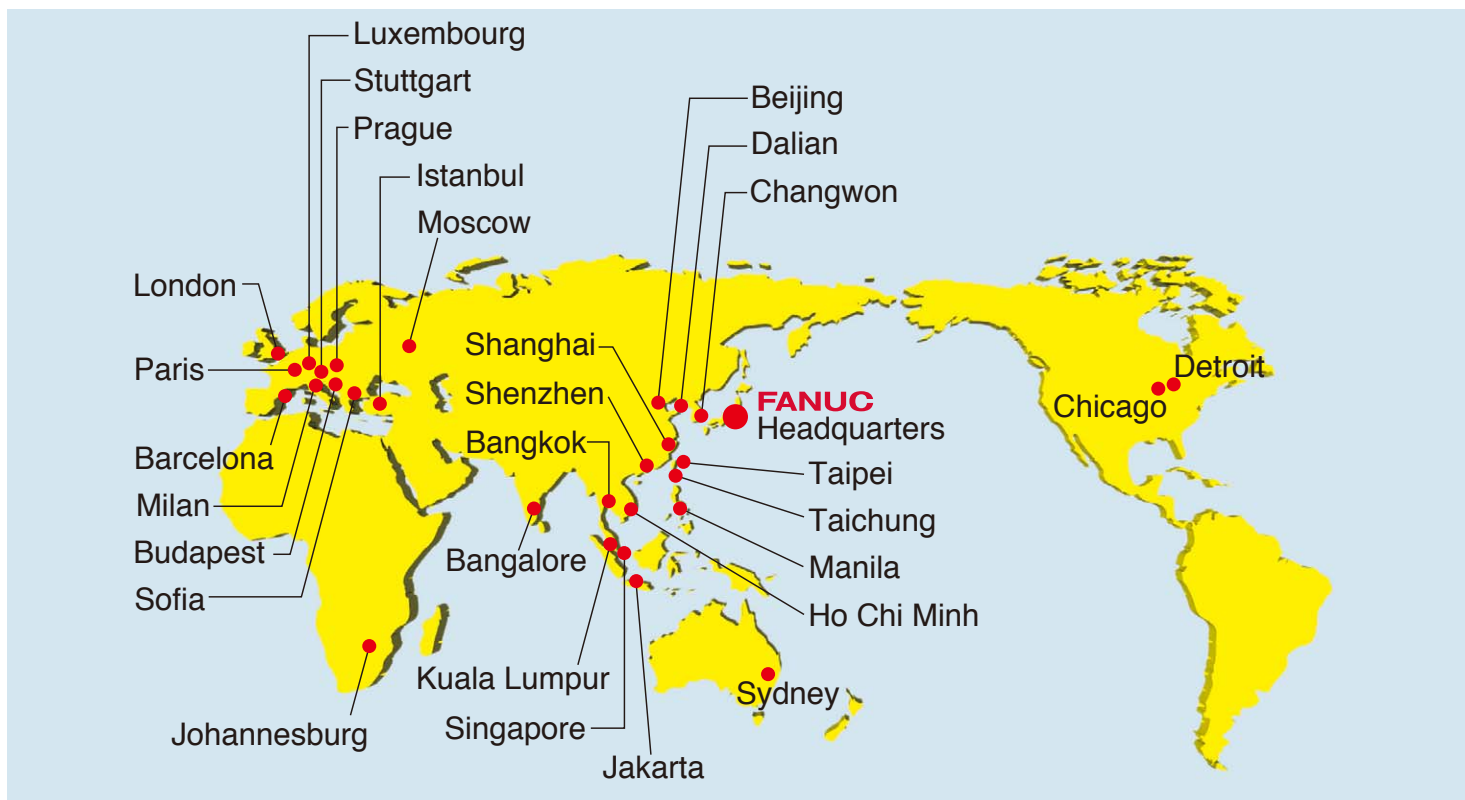 Luxembourg
Stuttgart
Prague
Istanbul
Moscow
London
Paris
Barcelona
Milan
Budapest
Sofia
Johannesburg
Beijing
Dalian
Changwon
Shanghai
Shenzhen
Bangkok
Bangalore
Kuala Lumpur
Singapore
Jakarta
FANUC
Headquarters
Taipei
Taichung
Manila
Ho Chi Minh
Sydney
Detroit
Chicago